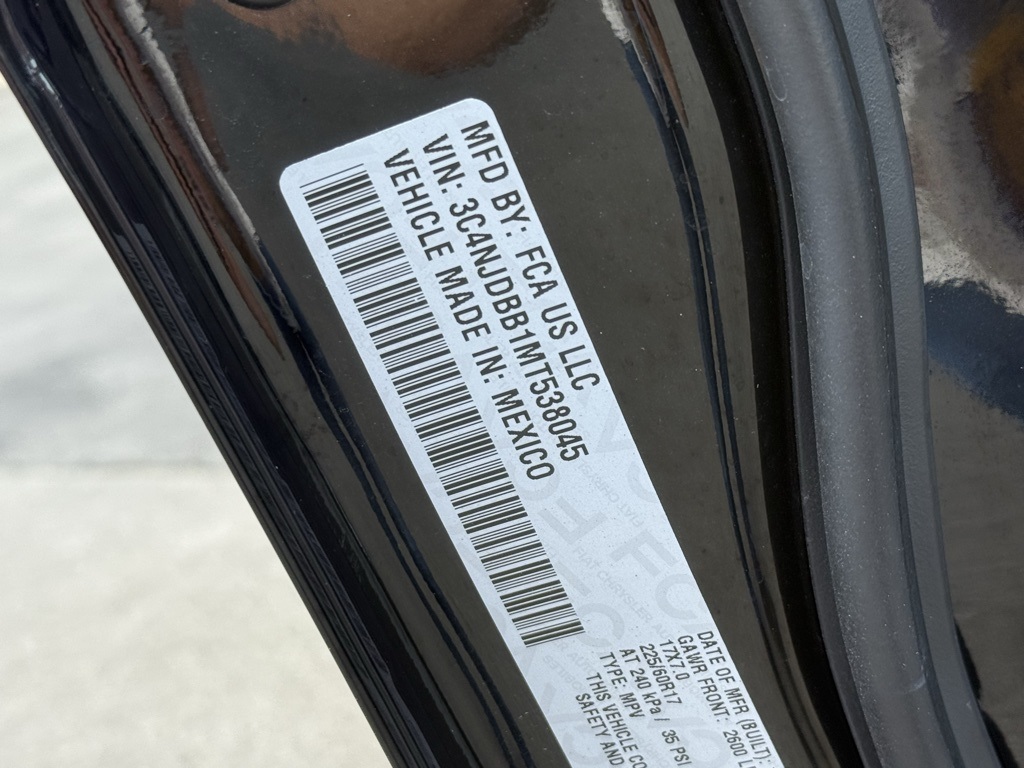 MFD BY: FCA US LLC
VIN: 3C4NJDBB1MT538045
VEHICLE MADE IN: MEXICO
DATE OF MFR (BUILT):
GAWR FRONT: 2600 L
17X7.0
225/60R17
AT 240 kPa / 35 PSI
TYPE: MPV
THIS VEHICLE CO
SAFETY AND